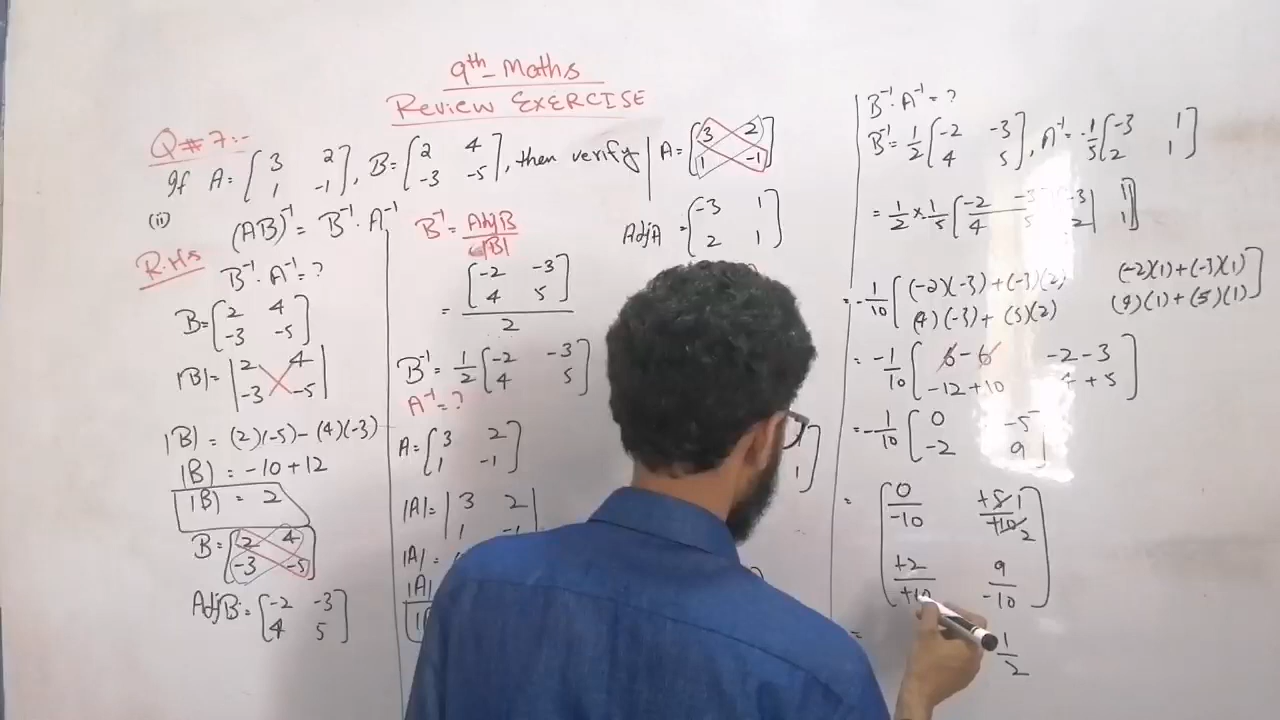 9th Maths
Review EXERCISE
Q#7:-
If A = [3 2; 1 -1], B = [2 4; -3 -5], then verify
(ii) (AB)⁻¹ = B⁻¹ . A⁻¹
R.Hs
B⁻¹ . A⁻¹ = ?
B = [2 4; -3 -5]
|B| = |2 4; -3 -5|
|B| = (2)(-5) - (4)(-3)
|B| = -10 + 12
|B| = 2
B = [2 4; -3 -5]
AdjB = [-2 -3; 4 5]
B⁻¹ = AdjB / |B|
= [-2 -3; 4 5] / 2
B⁻¹ = 1/2 [-2 -3; 4 5]
A⁻¹ = ?
A = [3 2; 1 -1]
|A| = |3 2; 1 -1|
|A| =
|A|
A = [3 2; 1 -1]
AdjA = [-3 1; 2 1]
B⁻¹ . A⁻¹ = ?
B⁻¹ = 1/2 [-2 -3; 4 5], A⁻¹ = -1/5 [-3 1; 2 1]
= 1/2 × 1/5 [-2 -3; 4 5] [-3 1; 2 1]
= -1/10 [(-2)(-3) + (-3)(2) (-2)(1) + (-3)(1); (4)(-3) + (5)(2) (4)(1) + (5)(1)]
= -1/10 [6 - 6 -2 - 3; -12 + 10 4 + 5]
= -1/10 [0 -5; -2 9]
= [0/-10 +5/+10 1/2; +2/+10 9/-10]
= 1/2